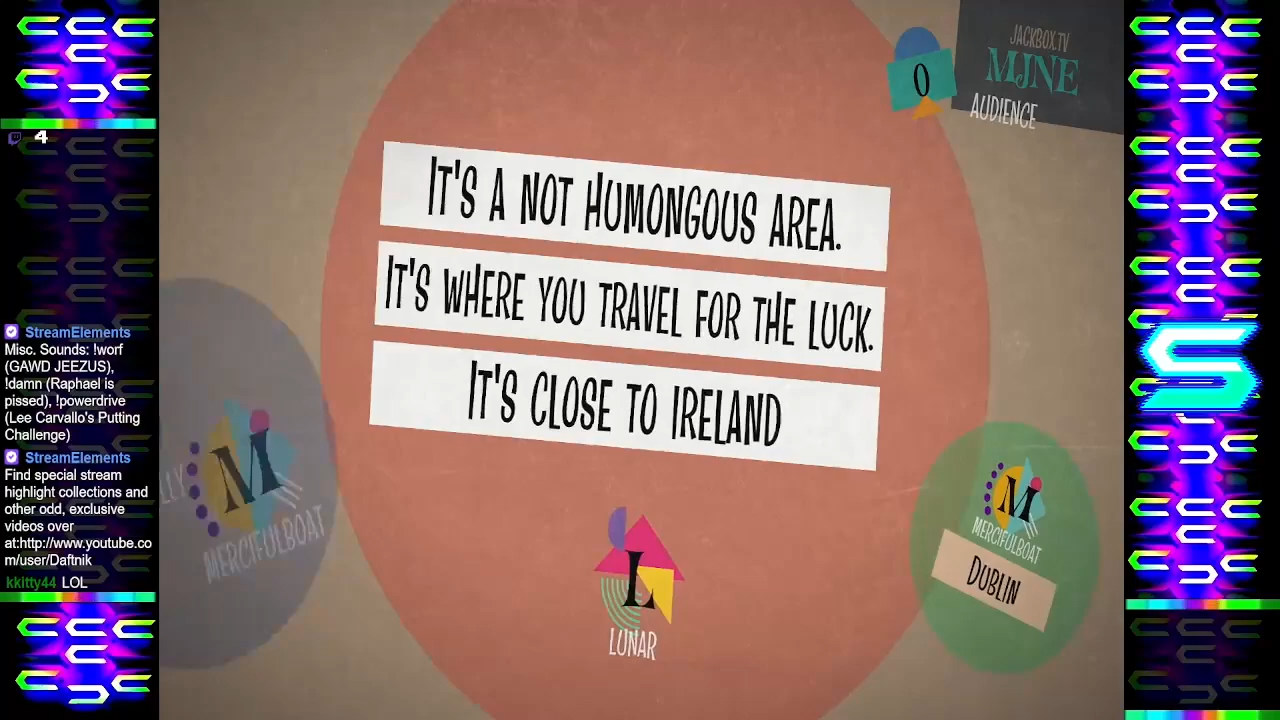 4
StreamElements
Misc. Sounds: !worf
(GAWD JEEZUS),
!damn (Raphael is
pissed), !powerdrive
(Lee Carvallo's Putting
Challenge)
StreamElements
Find special stream
highlight collections and
other odd, exclusive
videos over
at:http://www.youtube.co
m/user/Daftnik
kkitty44 LOL
JACKBOX.TV
MJNE
0
AUDIENCE
IT'S A NOT HUMONGOUS AREA.
IT'S WHERE YOU TRAVEL FOR THE LUCK.
IT'S CLOSE TO IRELAND
M
MERCIFULBOAT
L
LUNAR
M
MERCIFULBOAT
DUBLIN
S